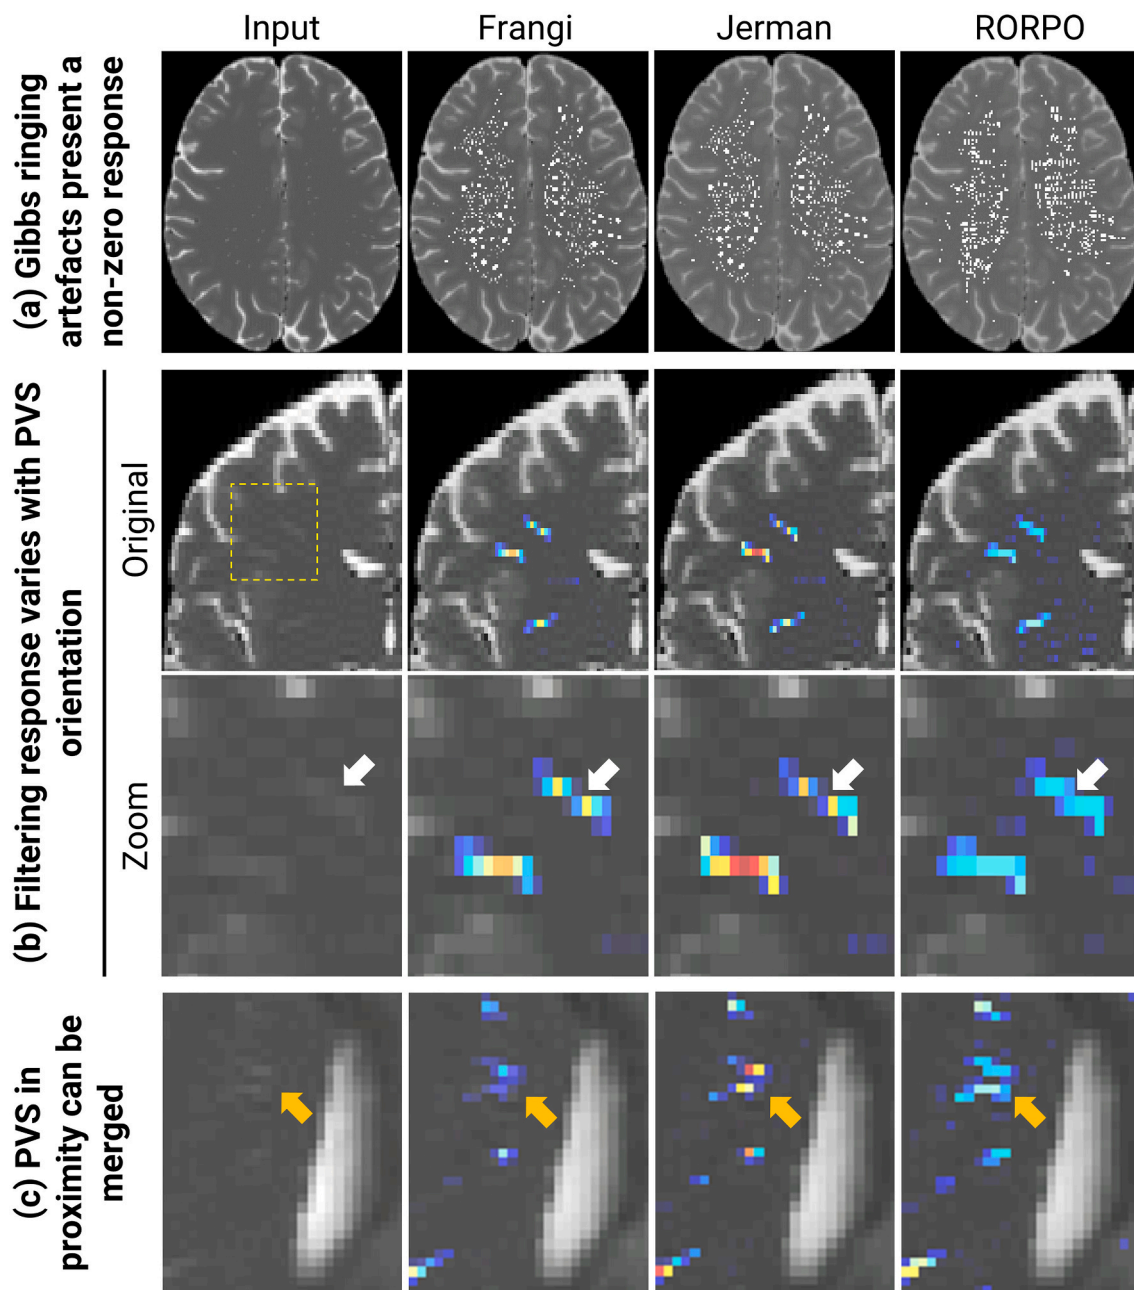 Input
Frangi
Jerman
RORPO
(a) Gibbs ringing
artefacts present a
non-zero response
(b) Filtering response varies with PVS
orientation
Original
Zoom
(c) PVS in
proximity can be
merged